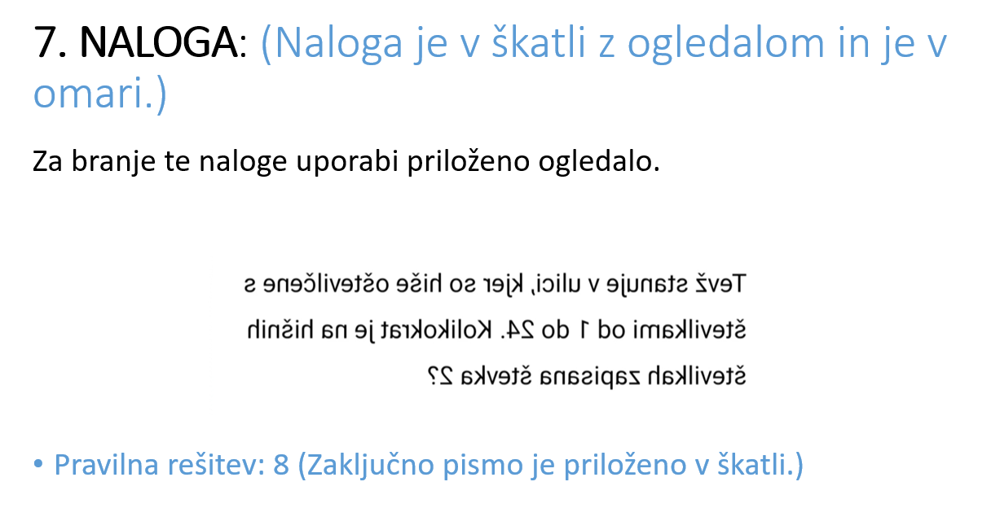 7. NALOGA: (Naloga je v škatli z ogledalom in je v
omari.)
Za branje te naloge uporabi priloženo ogledalo.
Tevž stanuje v ulici, kjer so hiše oštevilčene s
številkami od 1 do 24. Kolikokrat je na hišnih
številkah zapisana števka 2?
• Pravilna rešitev: 8 (Zaključno pismo je priloženo v škatli.)